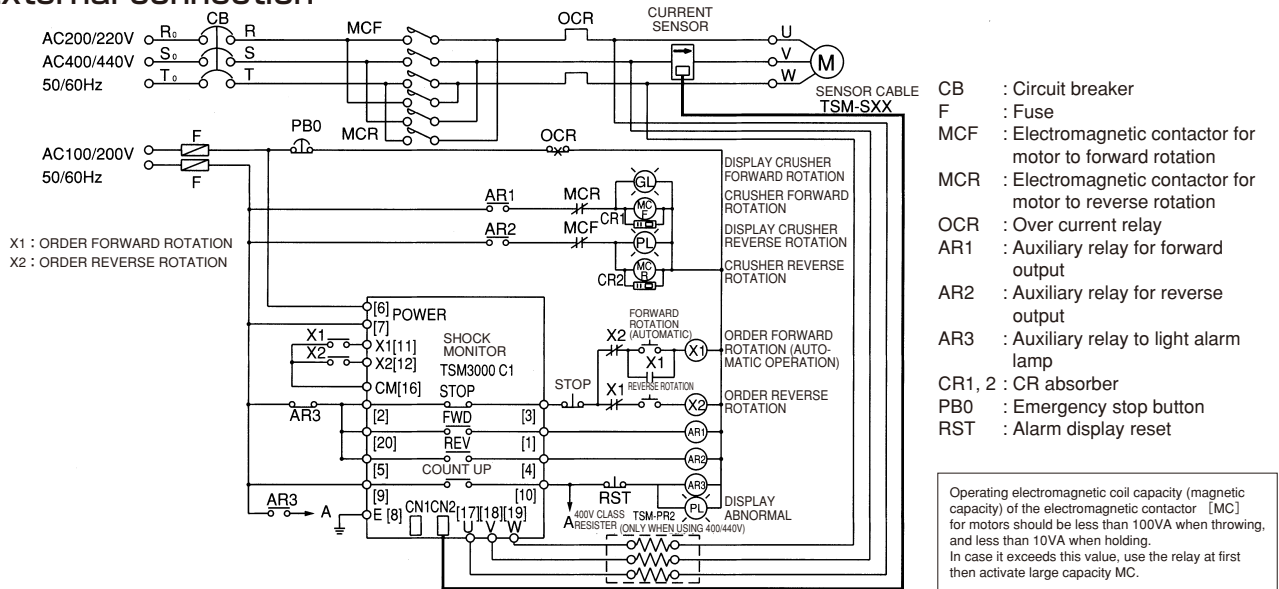 External connection
CB
MCF
OCR
CURRENT
SENSOR
AC200/220V R0 R U
AC400/440V S0 S V M
50/60Hz T0 T W
SENSOR CABLE
TSM-SXX
MCR
F
PB0
OCR
AC100/200V
50/60Hz
F
DISPLAY CRUSHER
FORWARD ROTATION
GL
AR1 MCR
CRUSHER FORWARD
ROTATION
MC
F
CR1
AR2 MCF
DISPLAY CRUSHER
REVERSE ROTATION
PL
X1 : ORDER FORWARD ROTATION
X2 : ORDER REVERSE ROTATION
MC
R
CRUSHER REVERSE
ROTATION
CR2
[6] POWER
[7]
X1 X1[11]
X2 X2[12]
CM[16]
SHOCK
MONITOR
TSM3000 C1
FORWARD
ROTATION
(AUTOMATIC)
X2
X1
X1
ORDER FORWARD
ROTATION (AUTO-
MATIC OPERATION)
STOP
STOP
X1 REVERSE ROTATION
X2
ORDER REVERSE
ROTATION
AR3
[2] FWD [3]
AR1
[20] REV [1]
AR2
[5] COUNT UP [4]
AR3
[9] [10]
RST
PL
DISPLAY
ABNORMAL
AR3 A
E [8] CN1 CN2 [17][18][19]
U V W
A 400V CLASS
RESISTER TSM-PR2
(ONLY WHEN USING 400/440V)
CB : Circuit breaker
F : Fuse
MCF : Electromagnetic contactor for
motor to forward rotation
MCR : Electromagnetic contactor for
motor to reverse rotation
OCR : Over current relay
AR1 : Auxiliary relay for forward
output
AR2 : Auxiliary relay for reverse
output
AR3 : Auxiliary relay to light alarm
lamp
CR1, 2 : CR absorber
PB0 : Emergency stop button
RST : Alarm display reset
Operating electromagnetic coil capacity (magnetic
capacity) of the electromagnetic contactor [MC]
for motors should be less than 100VA when throwing,
and less than 10VA when holding.
In case it exceeds this value, use the relay at first
then activate large capacity MC.